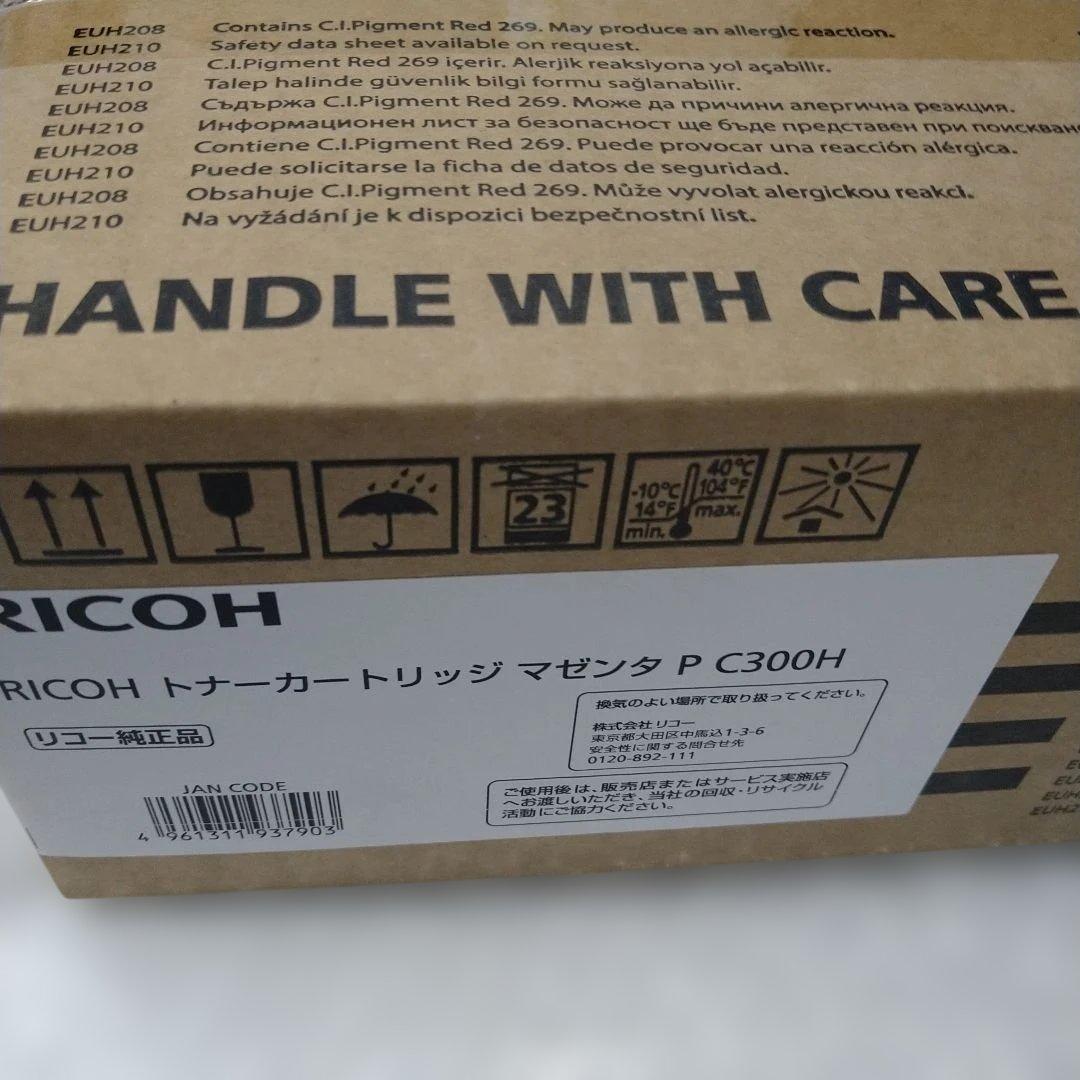 EUH208 Contains C.I.Pigment Red 269. May produce an allergic reaction.
EUH210 Safety data sheet available on request.
EUH208 C.I.Pigment Red 269 içerir. Alerjik reaksiyona yol açabilir.
EUH210 Talep halinde güvenlik bilgi formu sağlanabilir.
EUH208 Съдържа C.I.Pigment Red 269. Може да причини алергична реакция.
EUH210 Информационен лист за безопасност ще бъде представен при поискване
EUH208 Contiene C.I.Pigment Red 269. Puede provocar una reacción alérgica.
EUH210 Puede solicitarse la ficha de datos de seguridad.
EUH208 Obsahuje C.I.Pigment Red 269. Může vyvolat alergickou reakci.
EUH210 Na vyžádání je k dispozici bezpečnostní list.
HANDLE WITH CARE
23
-10°C
14°F
min.
40°C
104°F
max.
RICOH
RICOH トナーカートリッジ マゼンタ P C300H
リコー純正品
換気のよい場所で取り扱ってください。
株式会社リコー
東京都大田区中馬込1-3-6
安全性に関する問合せ先
0120-892-111
ご使用後は、販売店またはサービス実施店
へお渡しいただき、当社の回収・リサイクル
活動にご協力ください。
JAN CODE
4 961311 937903